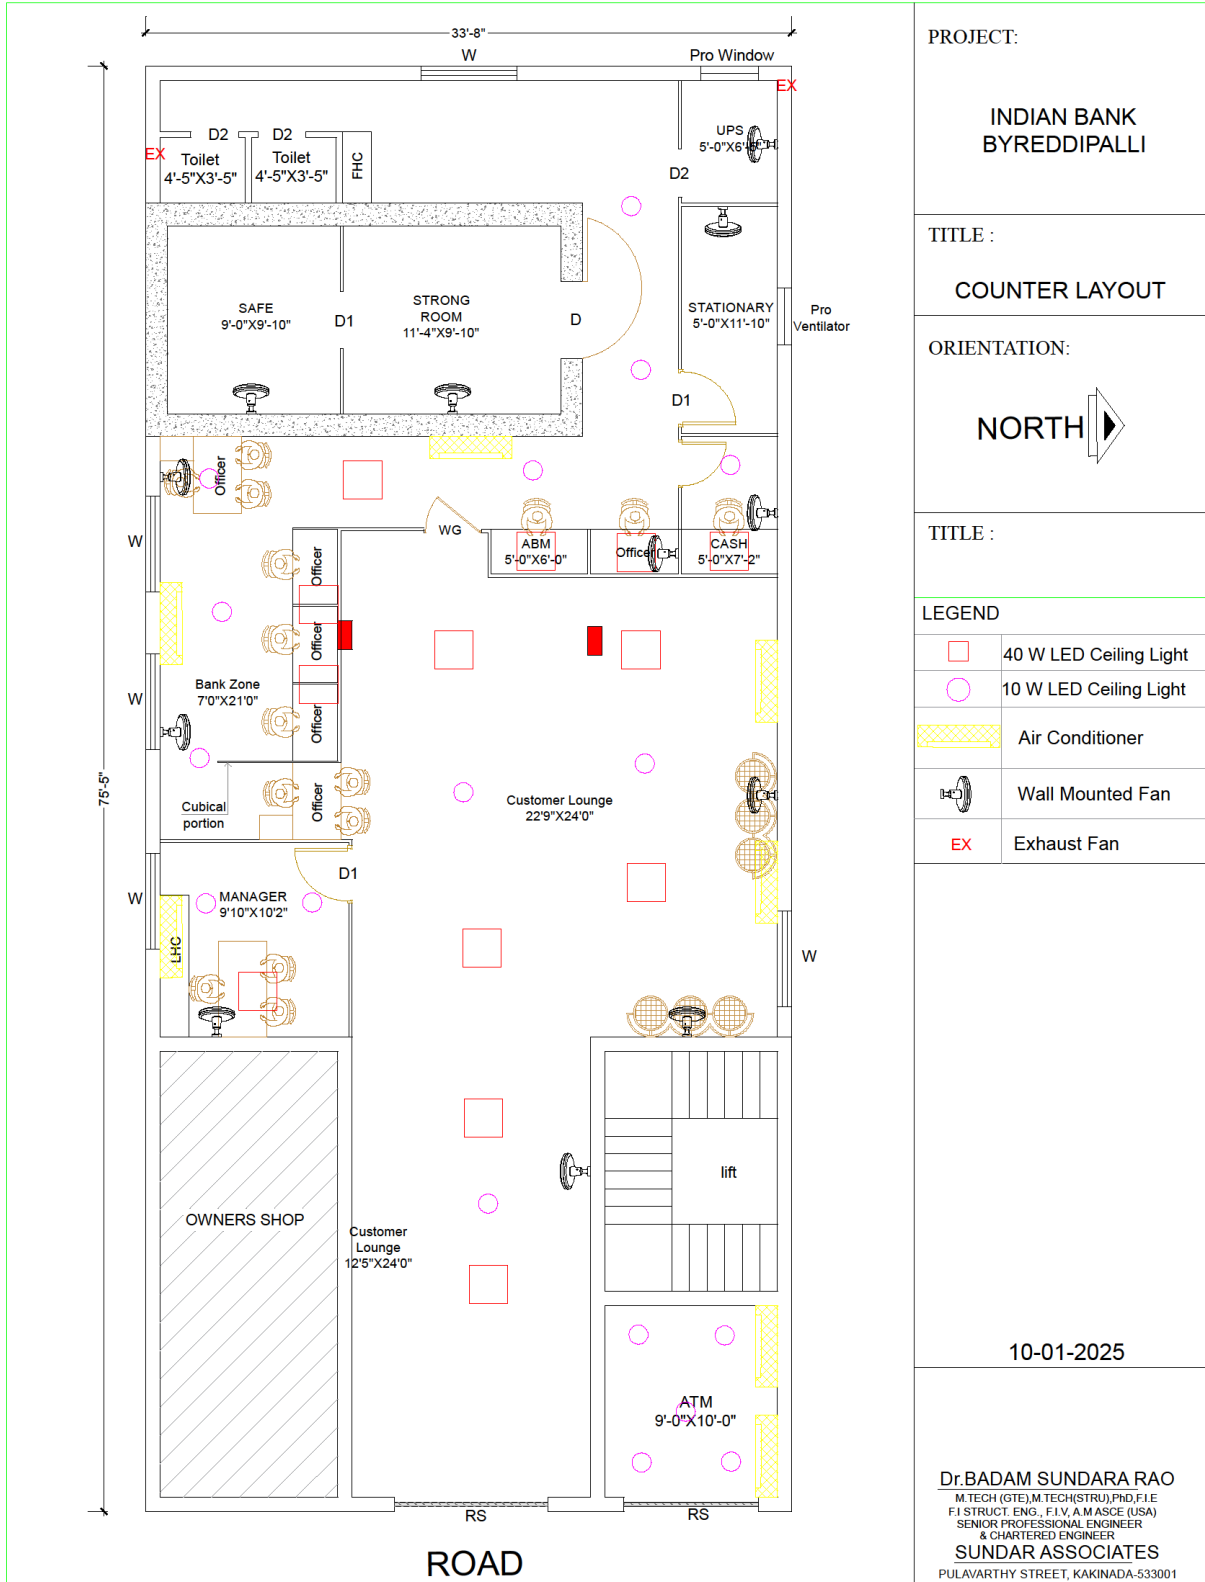 33'-8"
W
Pro Window
EX
UPS
5'-0"X6'-5"
D2
D2
EX
Toilet
4'-5"X3'-5"
Toilet
4'-5"X3'-5"
FHC
D2
SAFE
9'-0"X9'-10"
D1
STRONG
ROOM
11'-4"X9'-10"
D
STATIONARY
5'-0"X11'-10"
Pro
Ventilator
D1
Officer
WG
ABM
5'-0"X6'-0"
Officer
CASH
5'-0"X7'-2"
W
Officer
Officer
Officer
Bank Zone
7'0"X21'0"
W
75'-5"
Cubical
portion
Officer
Customer Lounge
22'9"X24'0"
D1
W
MANAGER
9'10"X10'2"
LHC
W
lift
OWNERS SHOP
Customer
Lounge
12'5"X24'0"
ATM
9'-0"X10'-0"
RS
RS
ROAD
PROJECT:
INDIAN BANK
BYREDDIPALLI
TITLE :
COUNTER LAYOUT
ORIENTATION:
NORTH
TITLE :
LEGEND
40 W LED Ceiling Light
10 W LED Ceiling Light
Air Conditioner
Wall Mounted Fan
EX Exhaust Fan
10-01-2025
Dr.BADAM SUNDARA RAO
M.TECH (GTE),M.TECH(STRU),PhD,F.I.E
F.I STRUCT. ENG., F.I.V, A.M ASCE (USA)
SENIOR PROFESSIONAL ENGINEER
& CHARTERED ENGINEER
SUNDAR ASSOCIATES
PULAVARTHY STREET, KAKINADA-533001